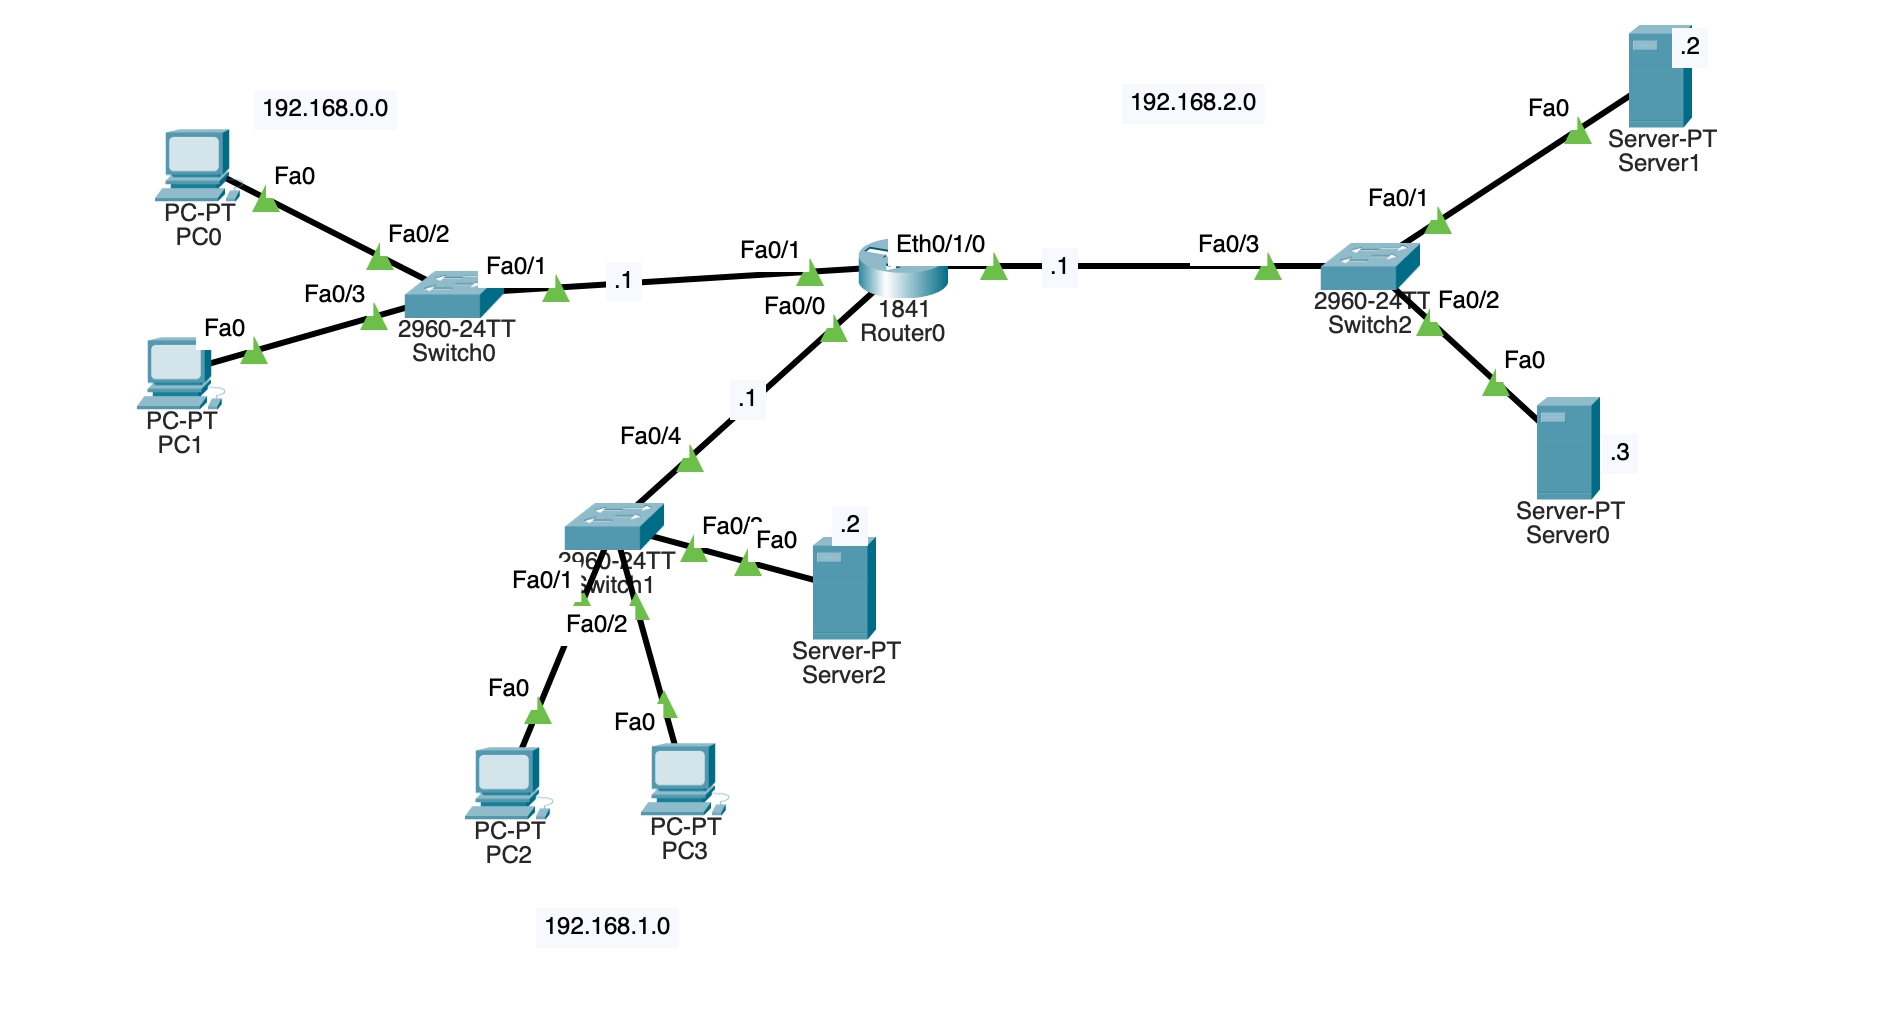 .2
192.168.2.0
192.168.0.0
Fa0
Server-PT
Server1
Fa0
PC-PT
PC0
Fa0/1
Fa0/2
Fa0/1
Eth0/1/0
Fa0/3
Fa0/1
.1
.1
Fa0/3
Fa0/0
1841
Router0
2960-24TT
Switch2
Fa0/2
Fa0
2960-24TT
Switch0
Fa0
PC-PT
PC1
.1
Fa0/4
.3
Server-PT
Server0
.2
Fa0
2960-24TT
Switch1
Fa0/1
Fa0/2
Server-PT
Server2
Fa0
Fa0
PC-PT
PC2
PC-PT
PC3
192.168.1.0